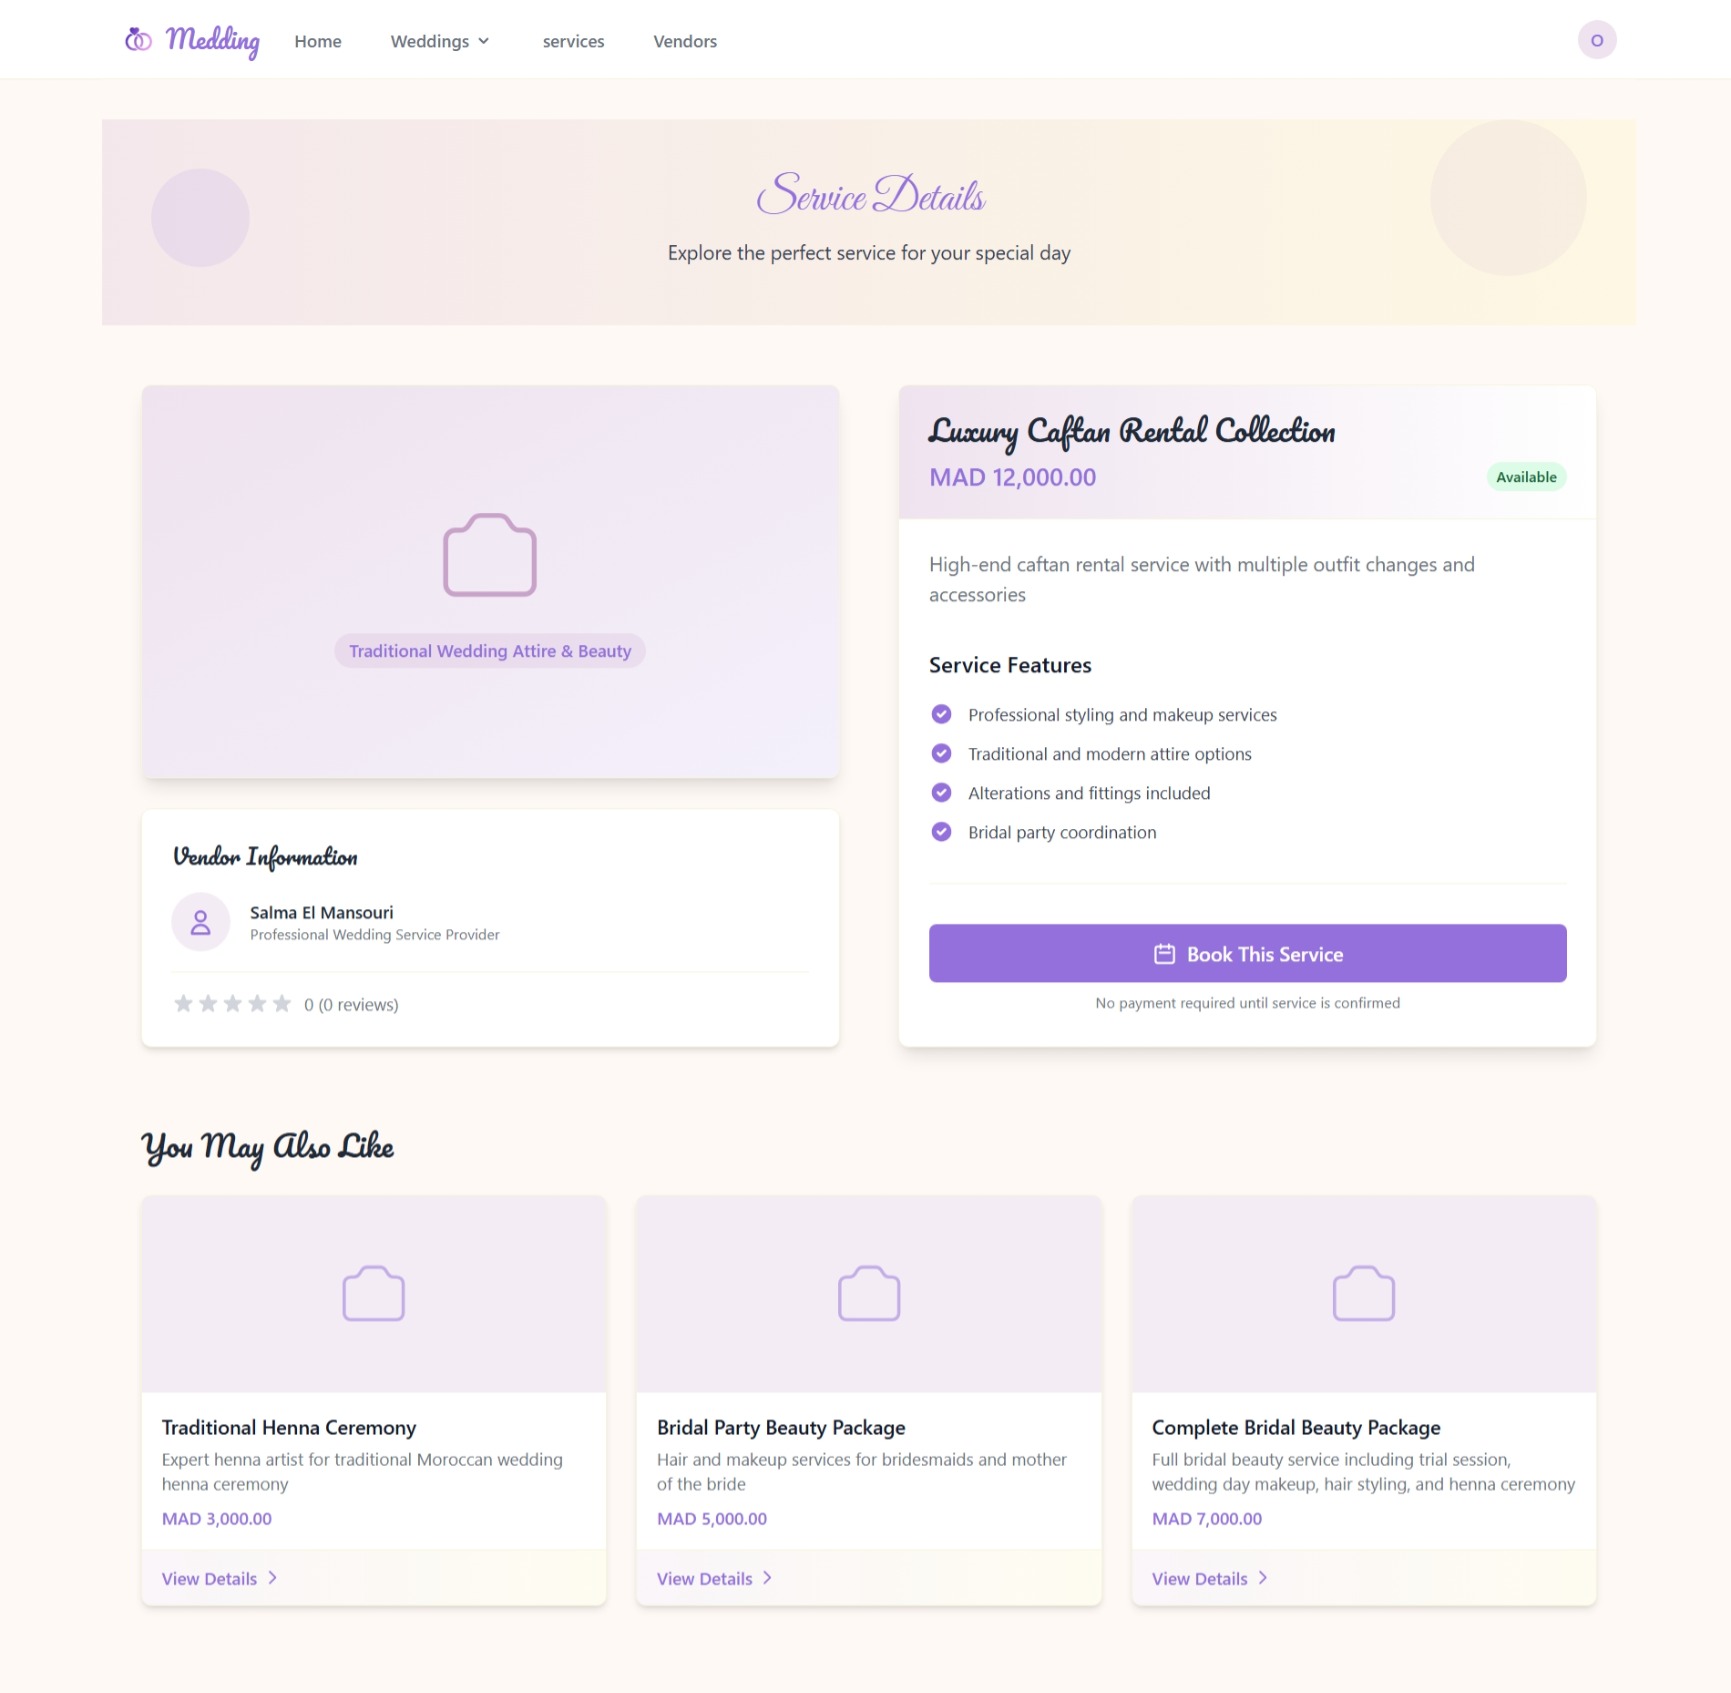 Medding
Home
Weddings
services
Vendors
O
Service Details
Explore the perfect service for your special day
Traditional Wedding Attire & Beauty
Vendor Information
Salma El Mansouri
Professional Wedding Service Provider
0 (0 reviews)
Luxury Caftan Rental Collection
MAD 12,000.00
Available
High-end caftan rental service with multiple outfit changes and
accessories
Service Features
Professional styling and makeup services
Traditional and modern attire options
Alterations and fittings included
Bridal party coordination
Book This Service
No payment required until service is confirmed
You May Also Like
Traditional Henna Ceremony
Expert henna artist for traditional Moroccan wedding
henna ceremony
MAD 3,000.00
View Details
Bridal Party Beauty Package
Hair and makeup services for bridesmaids and mother
of the bride
MAD 5,000.00
View Details
Complete Bridal Beauty Package
Full bridal beauty service including trial session,
wedding day makeup, hair styling, and henna ceremony
MAD 7,000.00
View Details